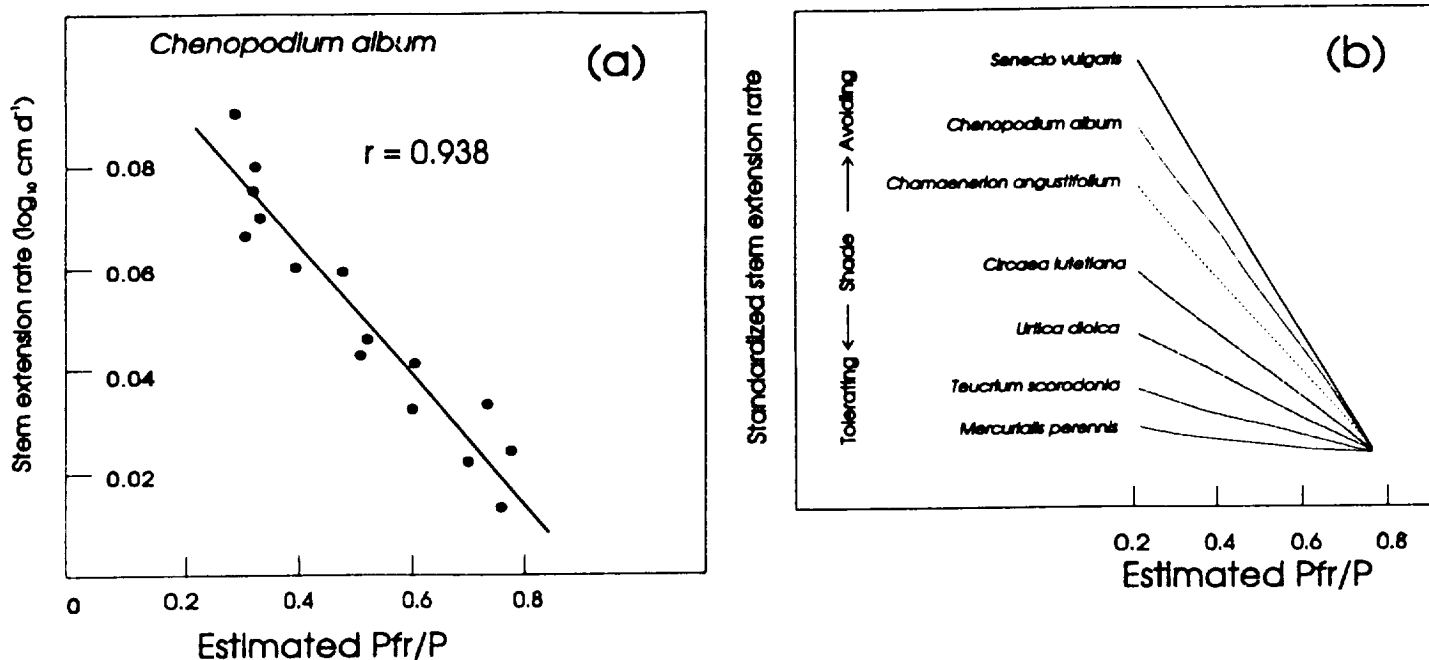 Chenopodium album
(a)
r = 0.938
Stem extension rate (log₁₀ cm d⁻¹)
0.08
0.06
0.04
0.02
0 0.2 0.4 0.6 0.8
Estimated Pfr/P
(b)
Standardized stem extension rate
Tolerating ← Shade → Avoiding
Senecio vulgaris
Chenopodium album
Chamaenerion angustifolium
Circaea lutetiana
Urtica dioica
Teucrium scorodonia
Mercurialis perennis
0.2 0.4 0.6 0.8
Estimated Pfr/P